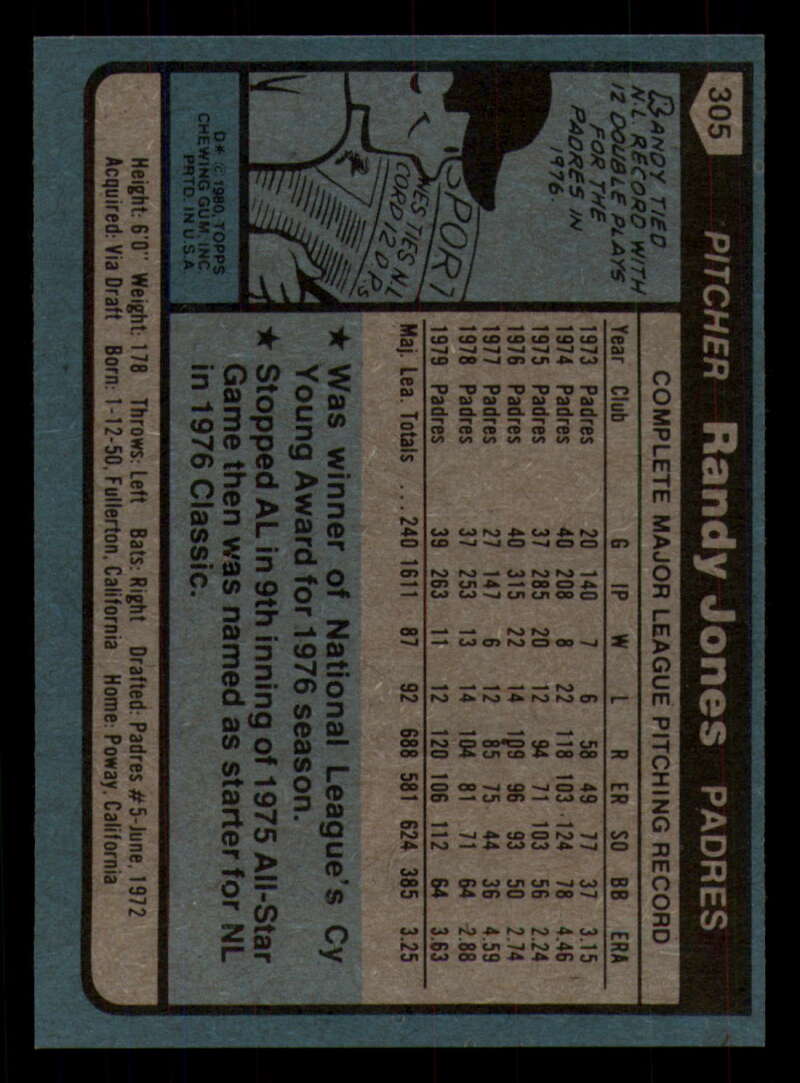 305 PITCHER Randy Jones PADRES
RANDY TIED
N.L. RECORD WITH
12 DOUBLE PLAYS
FOR THE
PADRES IN
1976.
SPORT
NES TIES NL
CORD 12 D.P.s
D* © 1980, TOPPS
CHEWING GUM, INC.
PRTD. IN U.S.A.
COMPLETE MAJOR LEAGUE PITCHING RECORD
Year Club G IP W L R ER SO BB ERA
1973 Padres 20 140 7 6 58 49 77 37 3.15
1974 Padres 40 208 8 22 118 103 124 78 4.46
1975 Padres 37 285 20 12 94 71 103 56 2.24
1976 Padres 40 315 22 14 109 96 93 50 2.74
1977 Padres 27 147 6 12 85 75 44 36 4.59
1978 Padres 37 253 13 14 104 81 71 64 2.88
1979 Padres 39 263 11 12 120 106 112 64 3.63
Maj. Lea. Totals ... 240 1611 87 92 688 581 624 385 3.25
★ Was winner of National League's Cy
Young Award for 1976 season.
★ Stopped AL in 9th inning of 1975 All-Star
Game then was named as starter for NL
in 1976 Classic.
Height: 6'0" Weight: 178 Throws: Left Bats: Right Drafted: Padres #5-June, 1972
Acquired: Via Draft Born: 1-12-50, Fullerton, California Home: Poway, California